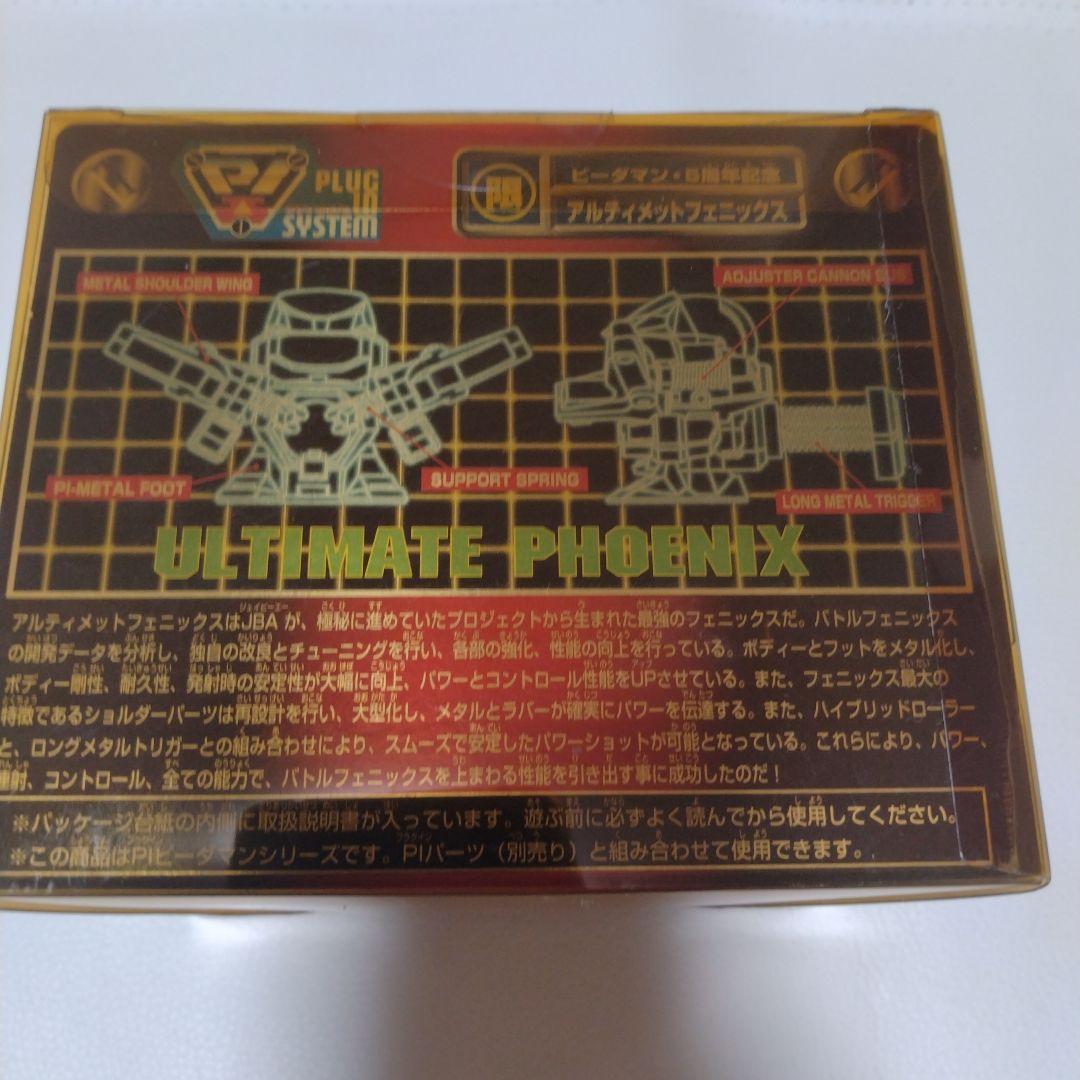 PI
PLUG
IN
SYSTEM
限
ビーダマン・5周年記念
アルティメットフェニックス
METAL SHOULDER WING
ADJUSTER CANNON
PI-METAL FOOT
SUPPORT SPRING
LONG METAL TRIGGER
ULTIMATE PHOENIX
アルティメットフェニックスはJBAが、極秘に進めていたプロジェクトから生まれた最強のフェニックスだ。バトルフェニックス
の開発データを分析し、独自の改良とチューニングを行い、各部の強化、性能の向上を行っている。ボディーとフットをメタル化し、
ボディー剛性、耐久性、発射時の安定性が大幅に向上、パワーとコントロール性能をUPさせている。また、フェニックス最大の
特徴であるショルダーパーツは再設計を行い、大型化し、メタルとラバーが確実にパワーを伝達する。また、ハイブリッドローラー
と、ロングメタルトリガーとの組み合わせにより、スムーズで安定したパワーショットが可能となっている。これらにより、パワー、
連射、コントロール、全ての能力で、バトルフェニックスを上まわる性能を引き出す事に成功したのだ！
※パッケージ台紙の内側に取扱説明書が入っています。遊ぶ前に必ずよく読んでから使用してください。
※この商品はPIビーダマンシリーズです。PIパーツ（別売り）と組み合わせて使用できます。